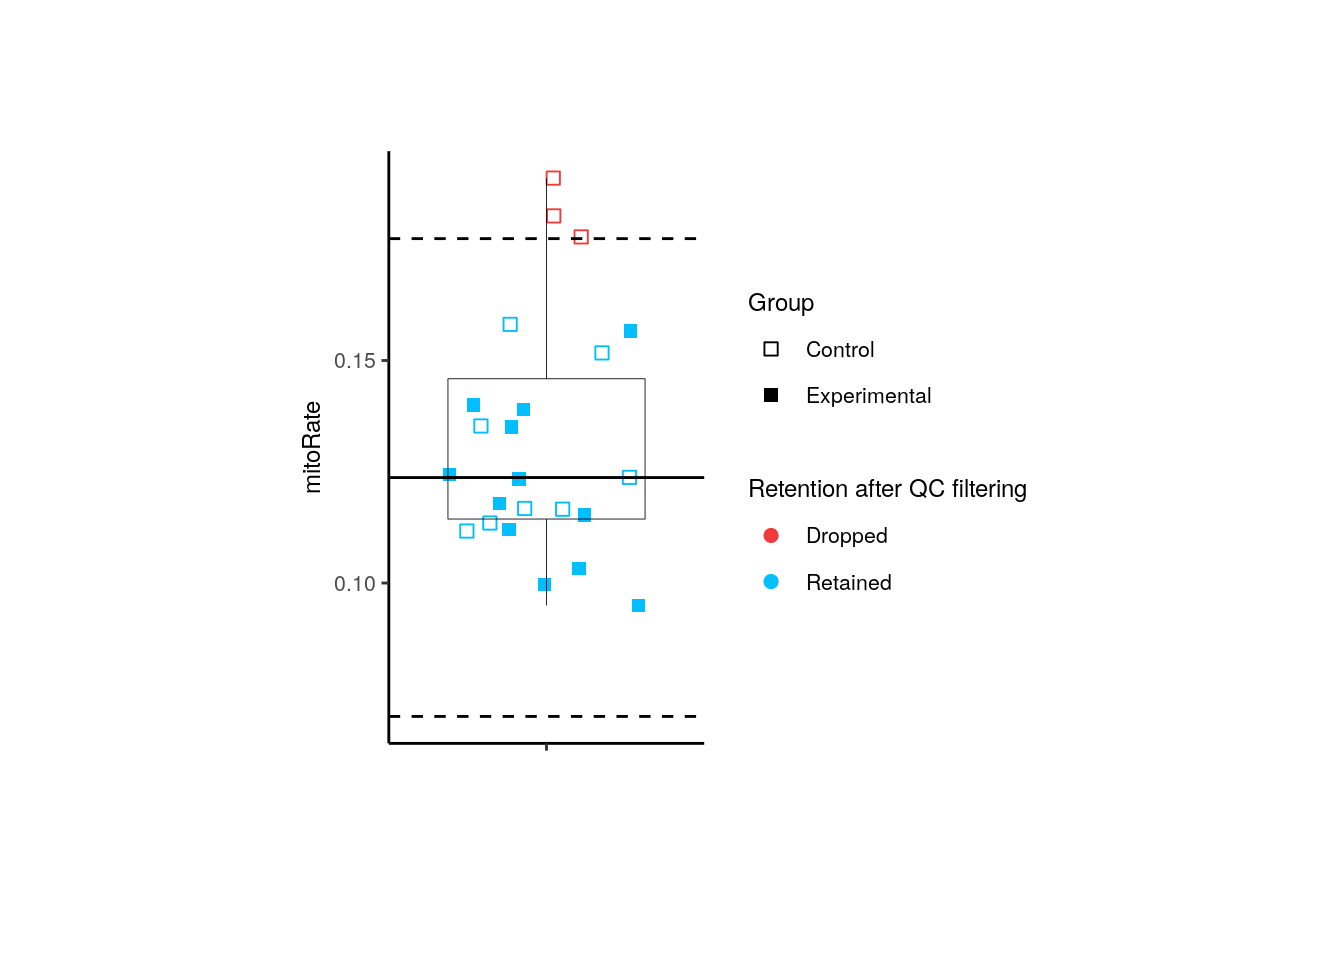 mitoRate
0.15
0.10
Group
Control
Experimental
Retention after QC filtering
Dropped
Retained